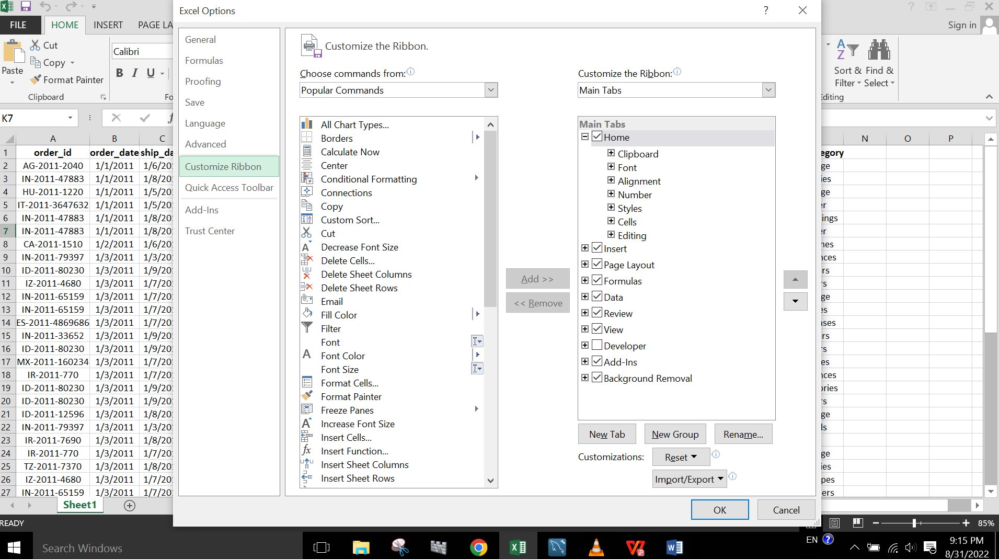 Excel Options
?
FILE
HOME
INSERT
PAGE LA
Sign in
Cut
Copy
Format Painter
Paste
Clipboard
Calibri
B I U
Fo
Sort & Filter
Find & Select
Editing
K7
General
Formulas
Proofing
Save
Language
Advanced
Customize Ribbon
Quick Access Toolbar
Add-Ins
Trust Center
Customize the Ribbon.
Choose commands from:
Popular Commands
All Chart Types...
Borders
Calculate Now
Center
Conditional Formatting
Connections
Copy
Custom Sort...
Cut
Decrease Font Size
Delete Cells...
Delete Sheet Columns
Delete Sheet Rows
Email
Fill Color
Filter
Font
Font Color
Font Size
Format Cells...
Format Painter
Freeze Panes
Increase Font Size
Insert Cells...
Insert Function...
Insert Sheet Columns
Insert Sheet Rows
Add >>
<< Remove
Customize the Ribbon:
Main Tabs
Main Tabs
Home
Clipboard
Font
Alignment
Number
Styles
Cells
Editing
Insert
Page Layout
Formulas
Data
Review
View
Developer
Add-Ins
Background Removal
New Tab
New Group
Rename...
Customizations:
Reset
Import/Export
OK
Cancel
A B C N O P
1 order_id order_date ship_da egory
2 AG-2011-2040 1/1/2011 1/6/20 ge
3 IN-2011-47883 1/1/2011 1/8/20 ies
4 HU-2011-1220 1/1/2011 1/5/20 ge
5 IT-2011-3647632 1/1/2011 1/5/20 er
6 IN-2011-47883 1/1/2011 1/8/20 ings
7 IN-2011-47883 1/1/2011 1/8/20 er
8 CA-2011-1510 1/2/2011 1/6/20 nes
9 IN-2011-79397 1/3/2011 1/3/20 nces
10 ID-2011-80230 1/3/2011 1/9/20 rs
11 IZ-2011-4680 1/3/2011 1/7/20 s
12 IN-2011-65159 1/3/2011 1/7/20 ge
13 IN-2011-65159 1/3/2011 1/7/20 es
14 ES-2011-4869686 1/3/2011 1/7/20 ases
15 IN-2011-33652 1/3/2011 1/9/20 rs
16 ID-2011-80230 1/3/2011 1/9/20 s
17 MX-2011-160234 1/3/2011 1/7/20 es
18 IR-2011-770 1/3/2011 1/7/20 nces
19 ID-2011-80230 1/3/2011 1/9/20 ories
20 ID-2011-80230 1/3/2011 1/9/20 rs
21 ID-2011-12596 1/3/2011 1/8/20 ge
22 IN-2011-79397 1/3/2011 1/3/20 ls
23 IR-2011-7690 1/3/2011 1/8/20
24 IR-2011-770 1/3/2011 1/7/20 ge
25 TZ-2011-7370 1/3/2011 1/8/20 ies
26 IZ-2011-4680 1/3/2011 1/7/20 pes
27 IN-2011-65159 1/3/2011 1/7/20 ers
Sheet1
READY
85%
Search Windows
EN
9:15 PM
8/31/2022